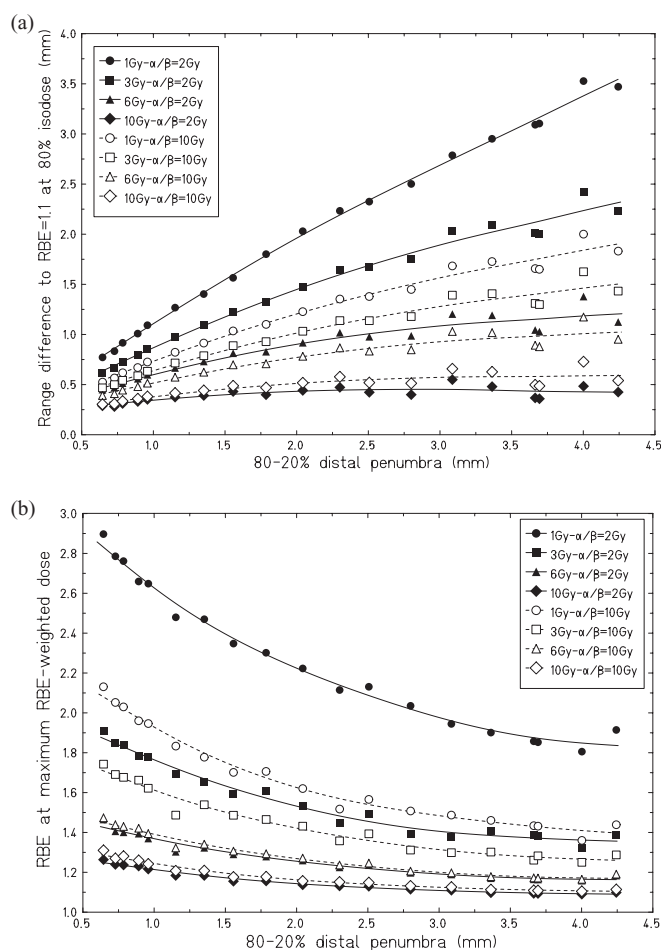 (a)
Range difference to RBE=1.1 at 80% isodose (mm)
4.0
3.5
3.0
2.5
2.0
1.5
1.0
0.5
0.0
1Gy-α/β=2Gy
3Gy-α/β=2Gy
6Gy-α/β=2Gy
10Gy-α/β=2Gy
1Gy-α/β=10Gy
3Gy-α/β=10Gy
6Gy-α/β=10Gy
10Gy-α/β=10Gy
0.5 1.0 1.5 2.0 2.5 3.0 3.5 4.0 4.5
80-20% distal penumbra (mm)
(b)
RBE at maximum RBE-weighted dose
3.0
2.8
2.6
2.4
2.2
2.0
1.8
1.6
1.4
1.2
1.0
1Gy-α/β=2Gy
3Gy-α/β=2Gy
6Gy-α/β=2Gy
10Gy-α/β=2Gy
1Gy-α/β=10Gy
3Gy-α/β=10Gy
6Gy-α/β=10Gy
10Gy-α/β=10Gy
0.5 1.0 1.5 2.0 2.5 3.0 3.5 4.0 4.5
80-20% distal penumbra (mm)